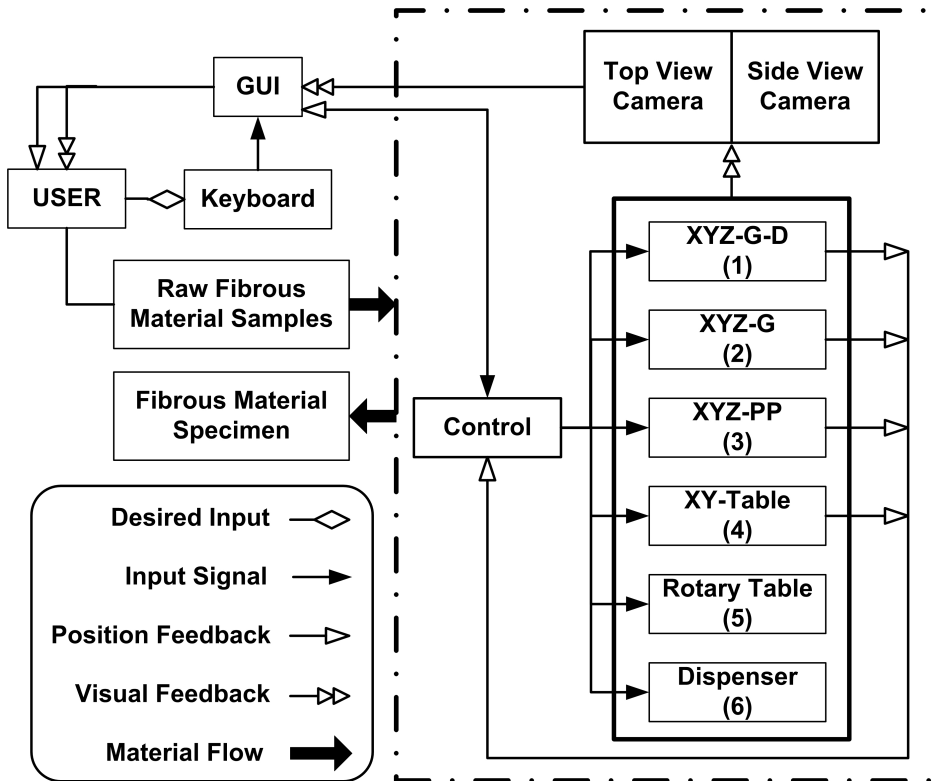 GUI
Top View
Camera
Side View
Camera
USER
Keyboard
Raw Fibrous
Material Samples
Fibrous Material
Specimen
Control
XYZ-G-D
(1)
XYZ-G
(2)
XYZ-PP
(3)
XY-Table
(4)
Rotary Table
(5)
Dispenser
(6)
Desired Input
Input Signal
Position Feedback
Visual Feedback
Material Flow